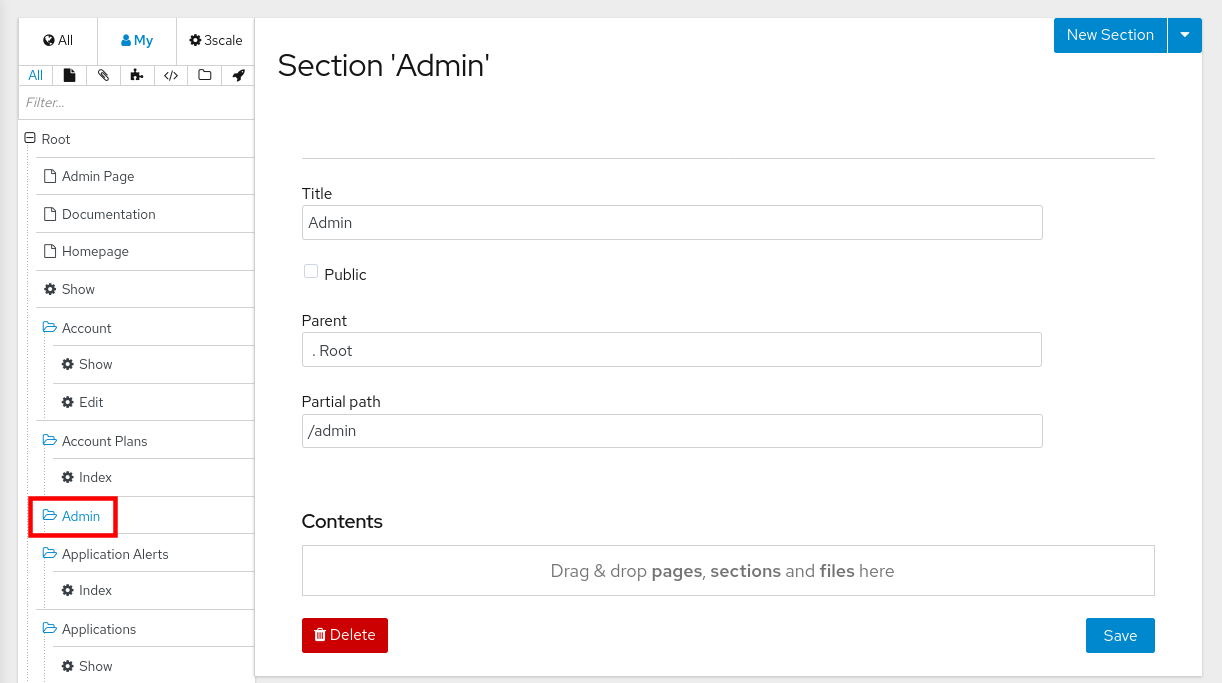 All My 3scale
All
Filter...
Root
Admin Page
Documentation
Homepage
Show
Account
Show
Edit
Account Plans
Index
Admin
Application Alerts
Index
Applications
Show
New Section
Section 'Admin'
Title
Admin
Public
Parent
. Root
Partial path
/admin
Contents
Drag & drop pages, sections and files here
Delete
Save